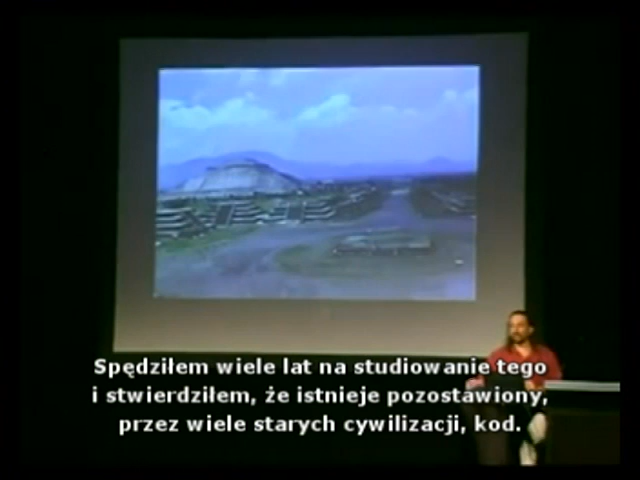 Spędziłem wiele lat na studiowanie tego
i stwierdziłem, że istnieje pozostawiony,
przez wiele starych cywilizacji, kod.